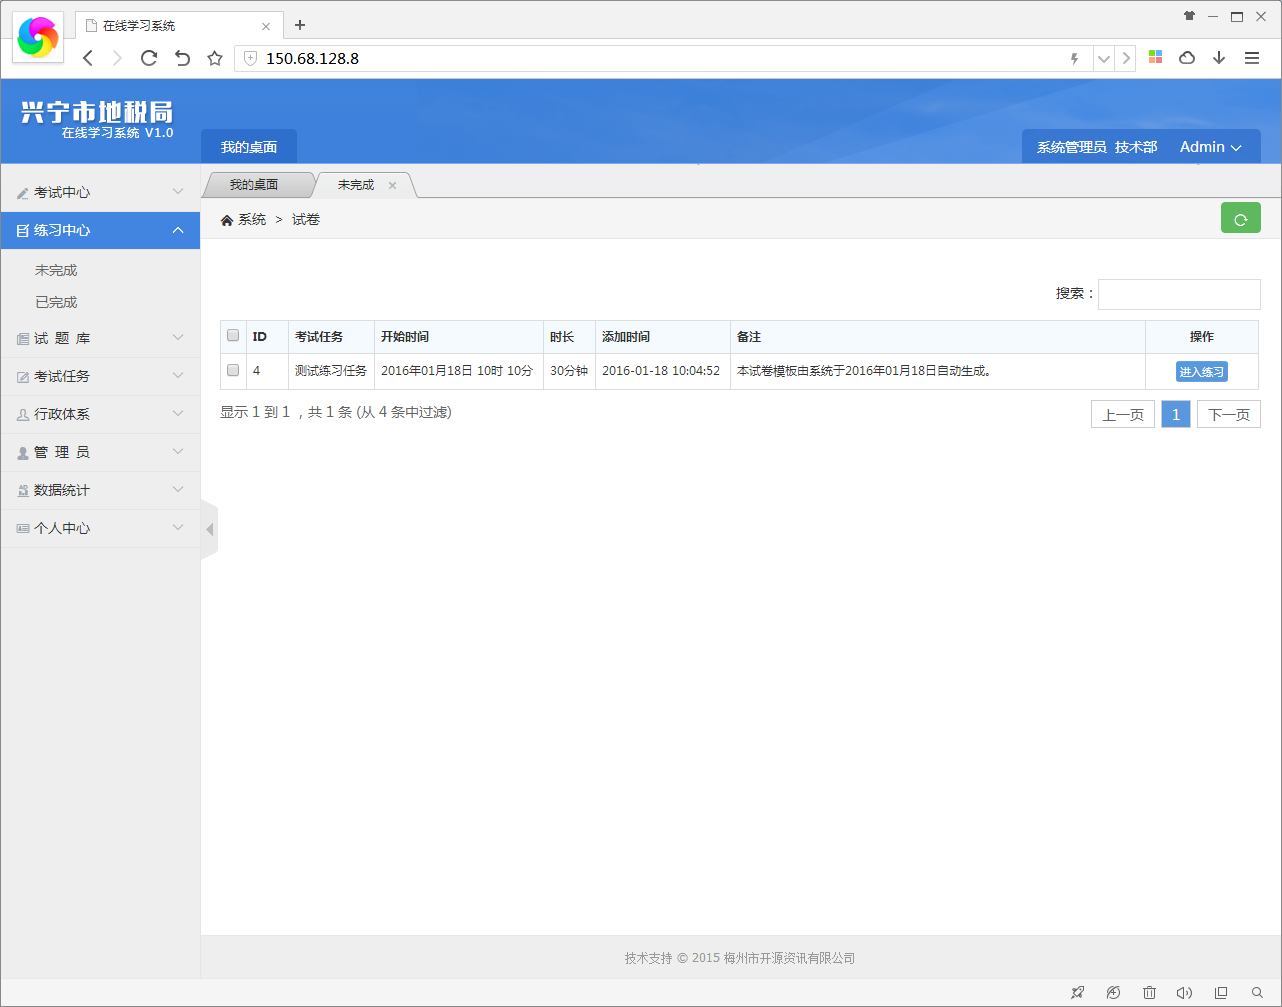 在线学习系统
150.68.128.8
兴宁市地税局
在线学习系统 V1.0
我的桌面
系统管理员 技术部 Admin
我的桌面 未完成
系统 > 试卷
考试中心
练习中心
未完成
已完成
试 题 库
考试任务
行政体系
管 理 员
数据统计
个人中心
搜索：
ID 考试任务 开始时间 时长 添加时间 备注 操作
4 测试练习任务 2016年01月18日 10时 10分 30分钟 2016-01-18 10:04:52 本试卷模板由系统于2016年01月18日自动生成。 进入练习
显示 1 到 1 ，共 1 条 (从 4 条中过滤)
上一页 1 下一页
技术支持 © 2015 梅州市开源资讯有限公司